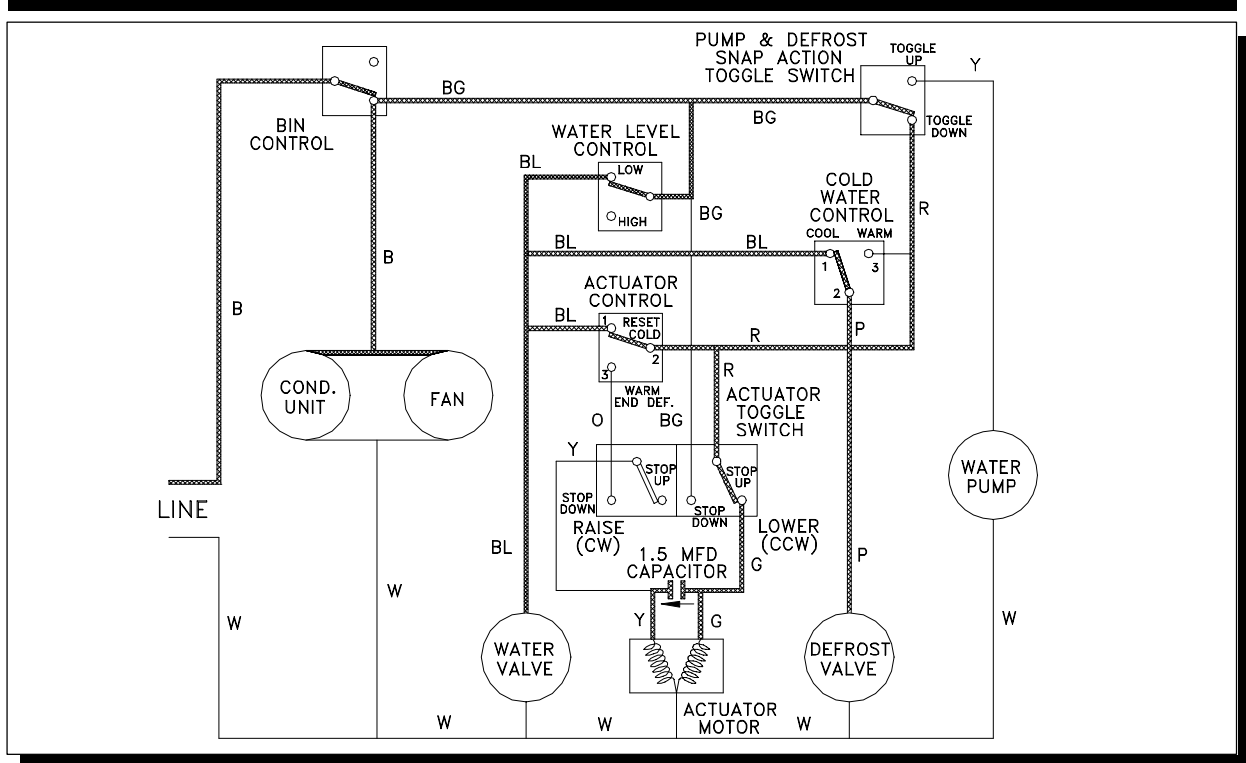 PUMP & DEFROST
SNAP ACTION
TOGGLE SWITCH
TOGGLE
UP
Y
BG
BG
TOGGLE
DOWN
BIN
CONTROL
WATER LEVEL
CONTROL
BL
LOW
HIGH
BG
COLD
WATER
CONTROL
R
COOL WARM
BL
BL
1
3
2
B
B
ACTUATOR
CONTROL
BL
1
RESET
COLD
2
3
WARM
END DEF.
R
P
R
COND.
UNIT
FAN
ACTUATOR
TOGGLE
SWITCH
O
BG
Y
STOP
UP
STOP
UP
STOP
DOWN
STOP
DOWN
WATER
PUMP
LINE
RAISE
(CW)
LOWER
(CCW)
BL
1.5 MFD
CAPACITOR
G
P
W
W
Y
G
W
WATER
VALVE
DEFROST
VALVE
ACTUATOR
MOTOR
W
W
W